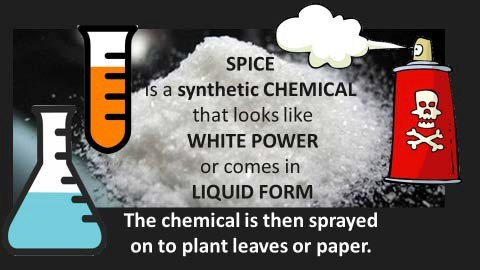 SPICE
is a synthetic CHEMICAL
that looks like
WHITE POWER
or comes in
LIQUID FORM
The chemical is then sprayed
on to plant leaves or paper.